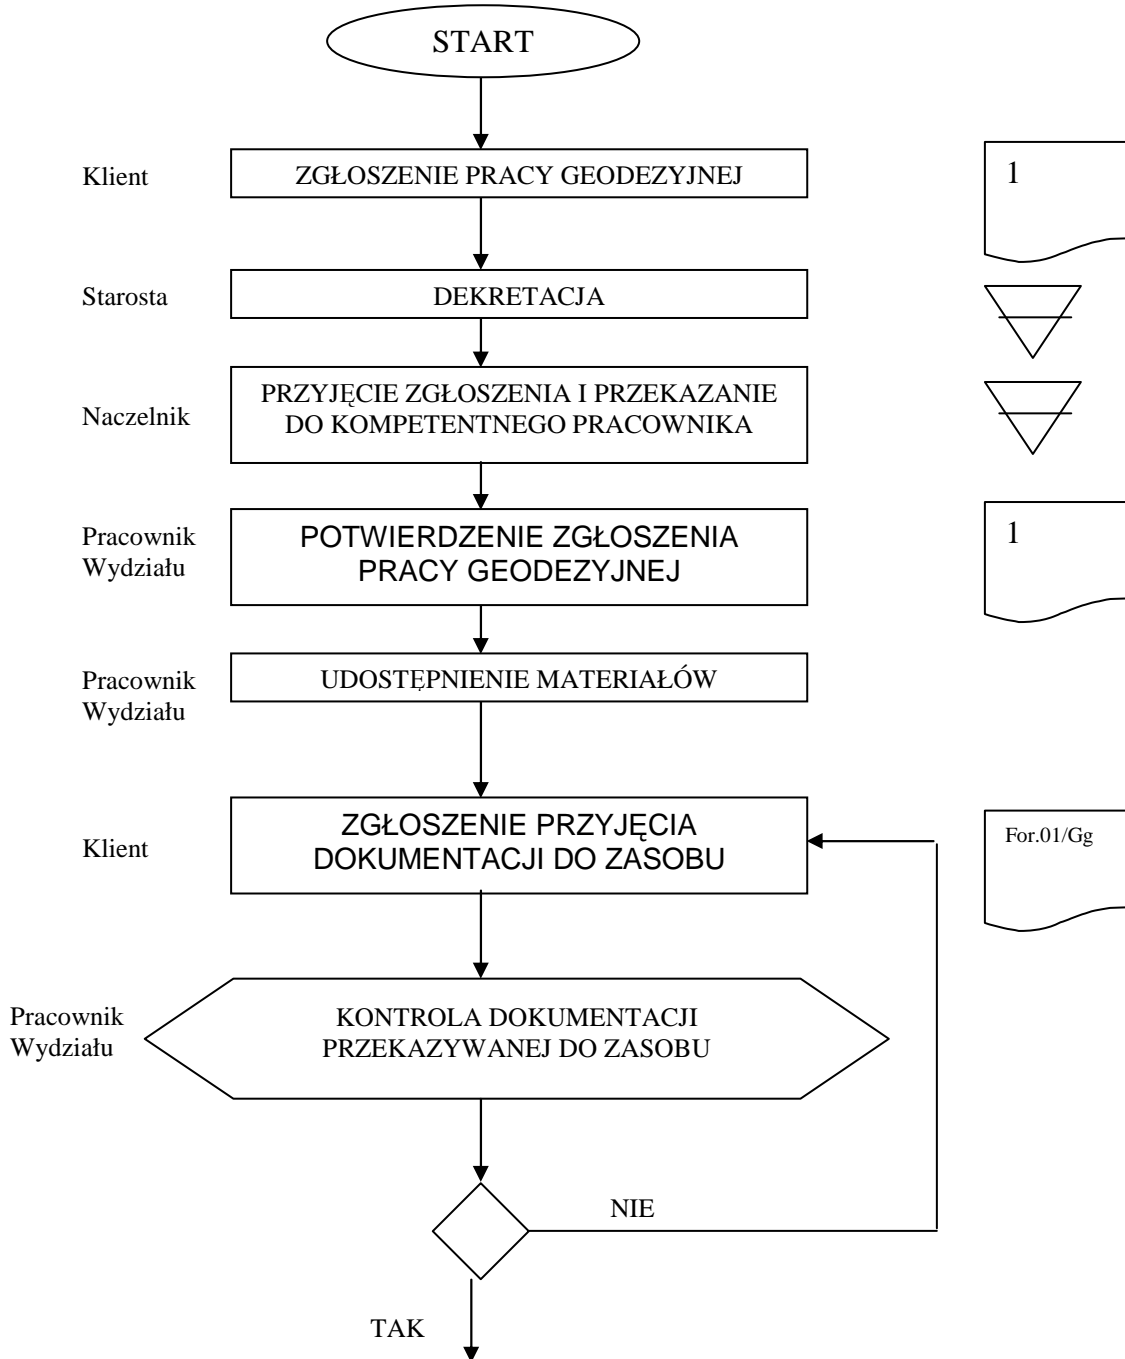 START
Klient
ZGŁOSZENIE PRACY GEODEZYJNEJ
1
Starosta
DEKRETACJA
Naczelnik
PRZYJĘCIE ZGŁOSZENIA I PRZEKAZANIE
DO KOMPETENTNEGO PRACOWNIKA
Pracownik
Wydziału
POTWIERDZENIE ZGŁOSZENIA
PRACY GEODEZYJNEJ
1
Pracownik
Wydziału
UDOSTĘPNIENIE MATERIAŁÓW
Klient
ZGŁOSZENIE PRZYJĘCIA
DOKUMENTACJI DO ZASOBU
For.01/Gg
Pracownik
Wydziału
KONTROLA DOKUMENTACJI
PRZEKAZYWANEJ DO ZASOBU
NIE
TAK